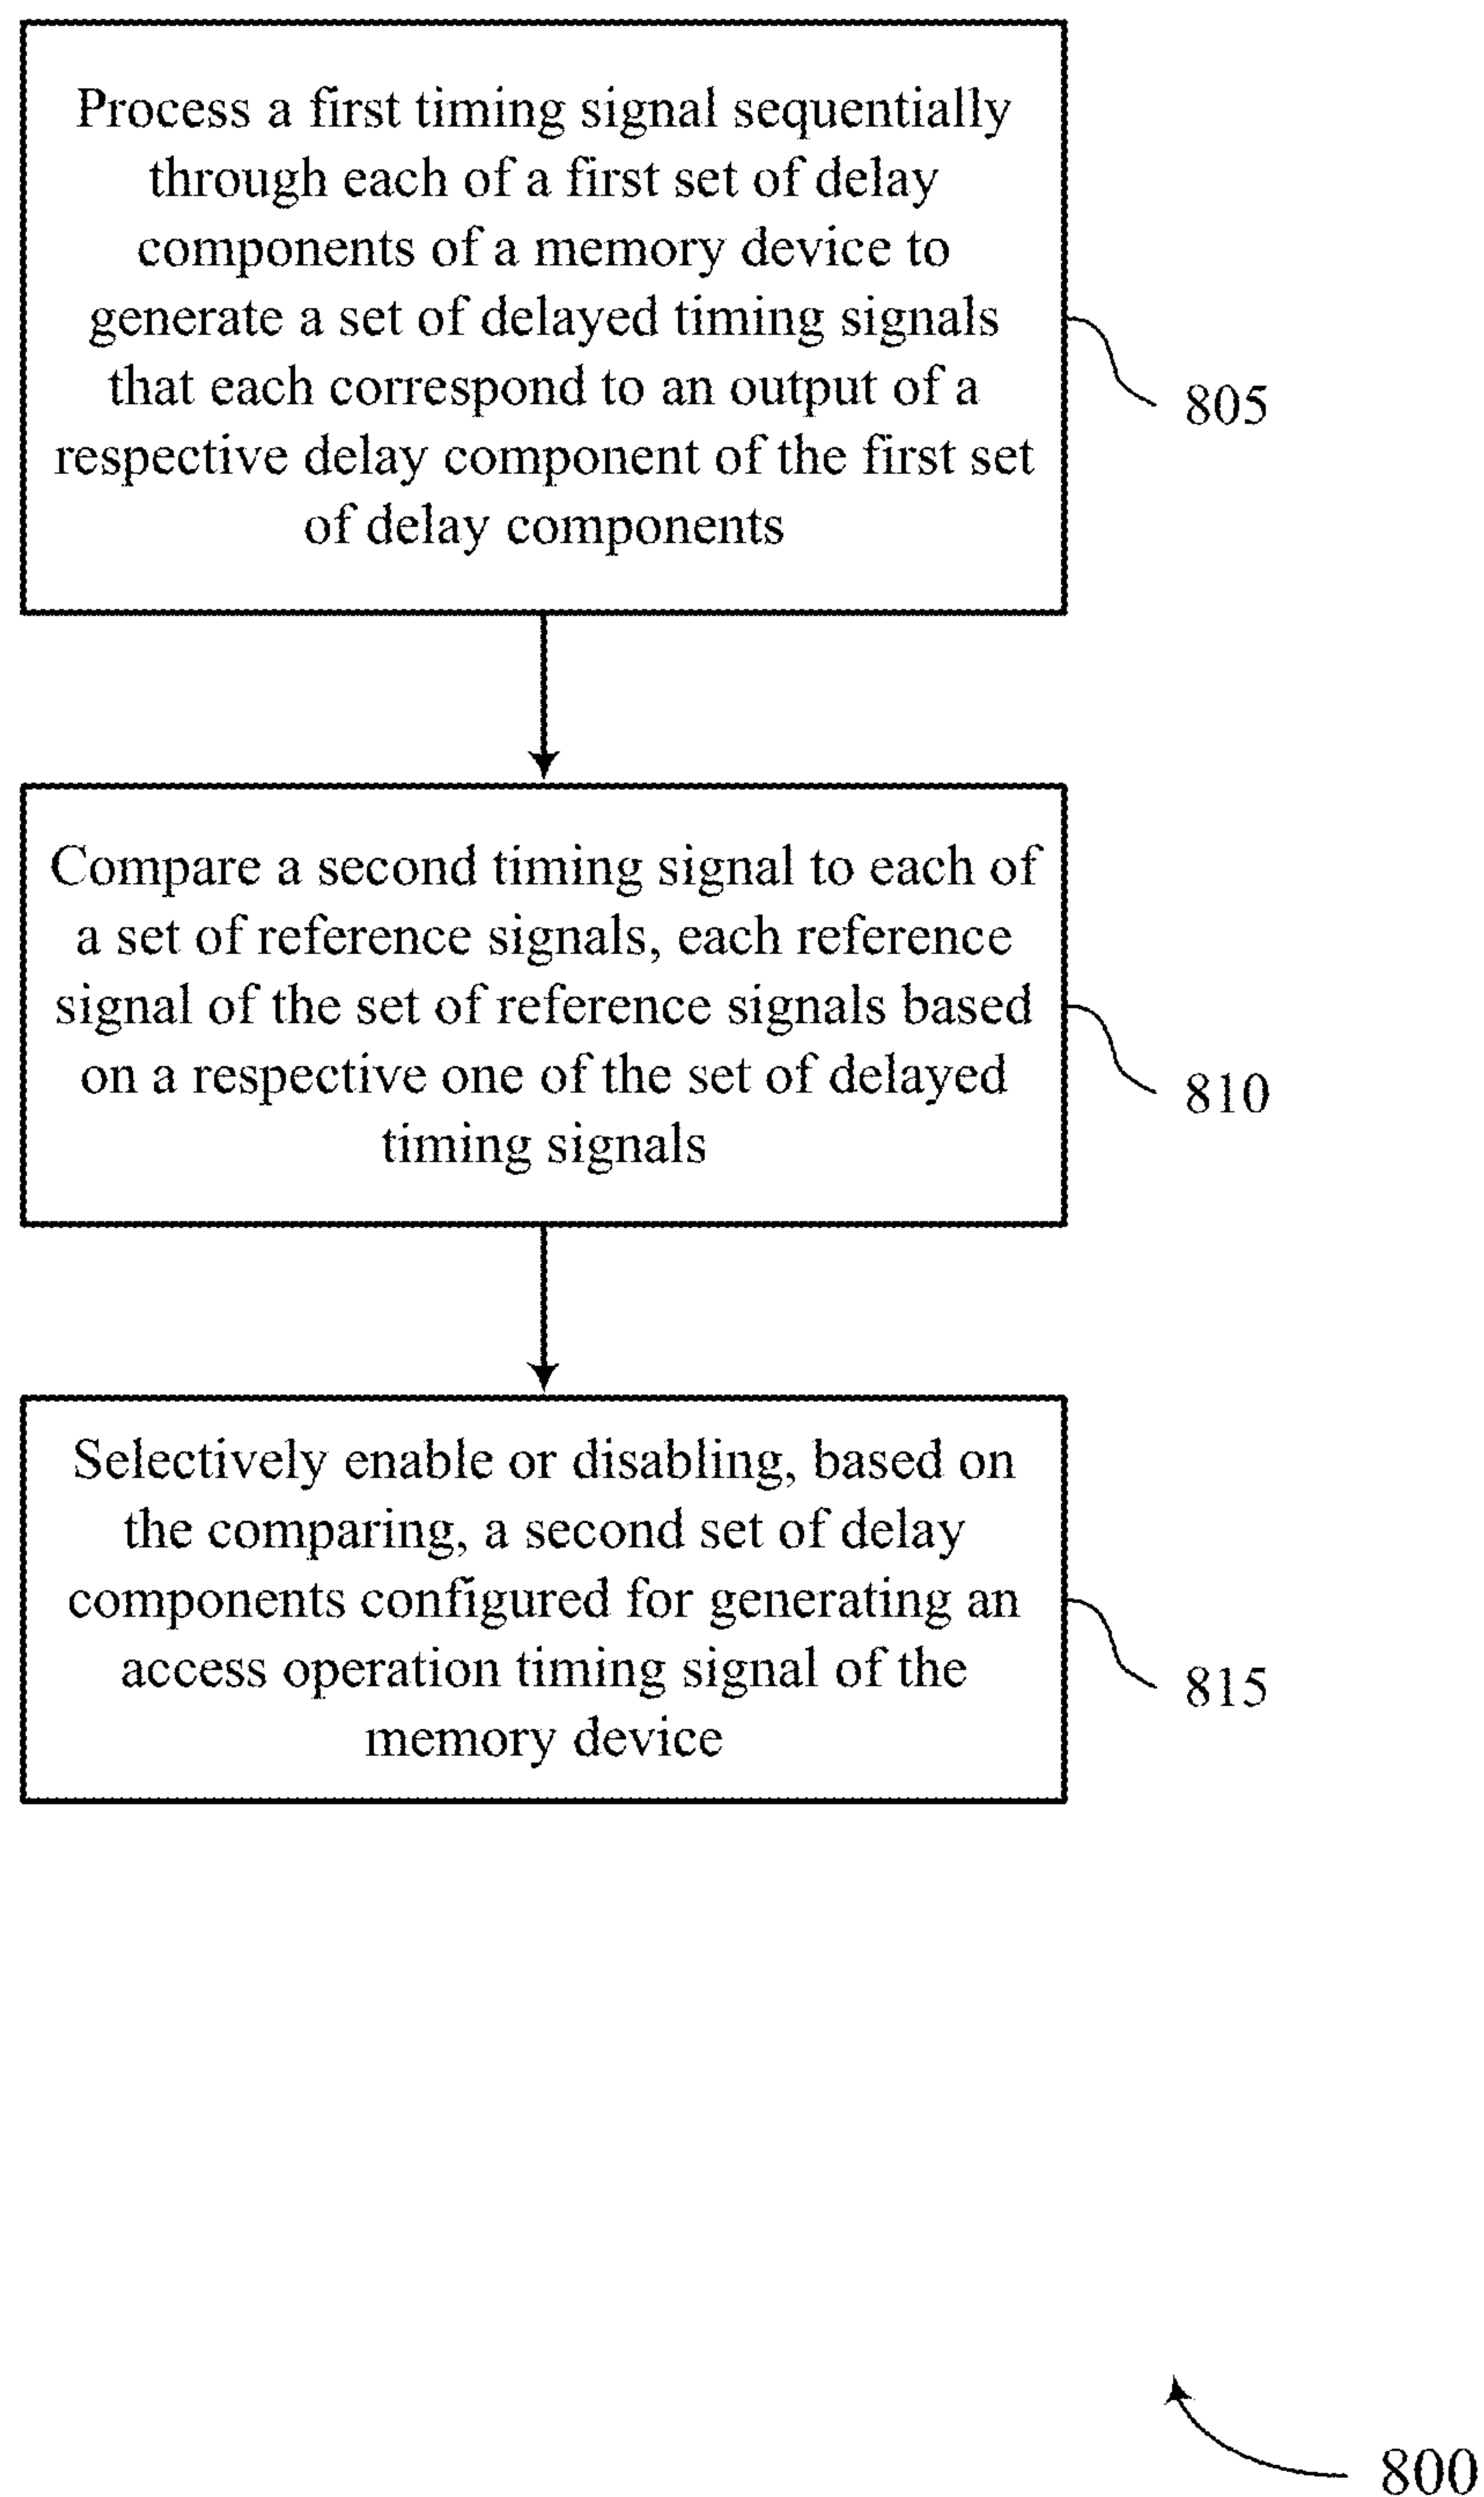 Process a first timing signal sequentially
through each of a first set of delay
components of a memory device to
generate a set of delayed timing signals
that each correspond to an output of a
respective delay component of the first set
of delay components
805
Compare a second timing signal to each of
a set of reference signals, each reference
signal of the set of reference signals based
on a respective one of the set of delayed
timing signals
810
Selectively enable or disabling, based on
the comparing, a second set of delay
components configured for generating an
access operation timing signal of the
memory device
815
800